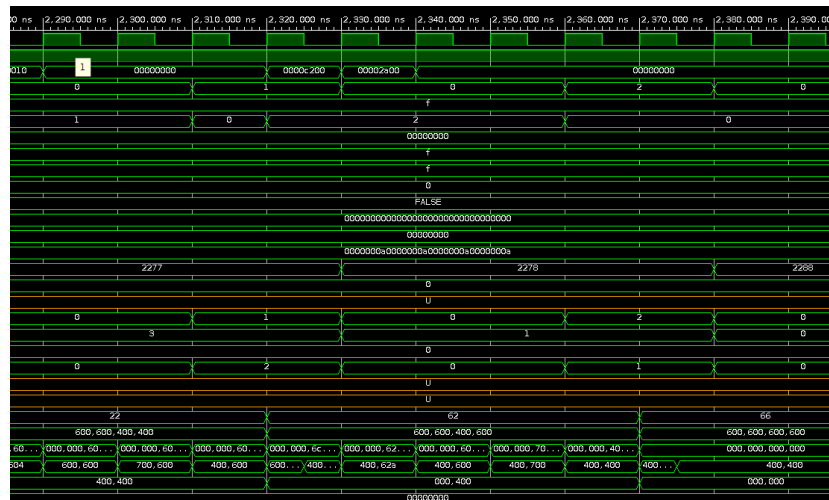 0 ns 2,290.000 ns 2,300.000 ns 2,310.000 ns 2,320.000 ns 2,330.000 ns 2,340.000 ns 2,350.000 ns 2,360.000 ns 2,370.000 ns 2,380.000 ns 2,390.0
0010 1 00000000 0000c200 00002a00 00000000
0 1 0 2 0
f
1 0 2 0
00000000
f
f
0
FALSE
00000000000000000000000000000000
00000000
0000000a0000000a0000000a0000000a
2277 2278 2288
0
U
0 1 0 2 0
3 1 0
0
0 2 0 1 0
U
U
22 62 66
600,600,400,400 600,600,400,600 600,600,600,600
.60... 000,000,60... 000,000,60... 000,000,60... 000,000,6c... 000,000,62... 000,000,60... 000,000,70... 000,000,40... 000,000,000,000
604 600,600 700,600 400,600 600... 400... 400,62a 400,600 400,700 400,400 400... 400,400
400,400 000,400 000,000
00000000